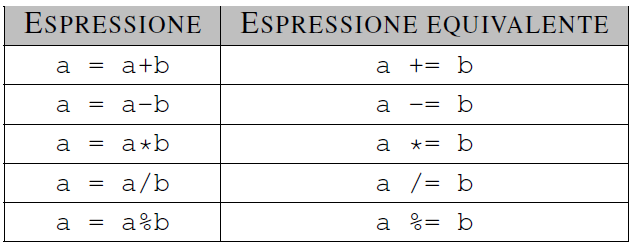 ESPRESSIONE ESPRESSIONE EQUIVALENTE
a = a+b a += b
a = a-b a -= b
a = a*b a *= b
a = a/b a /= b
a = a%b a %= b